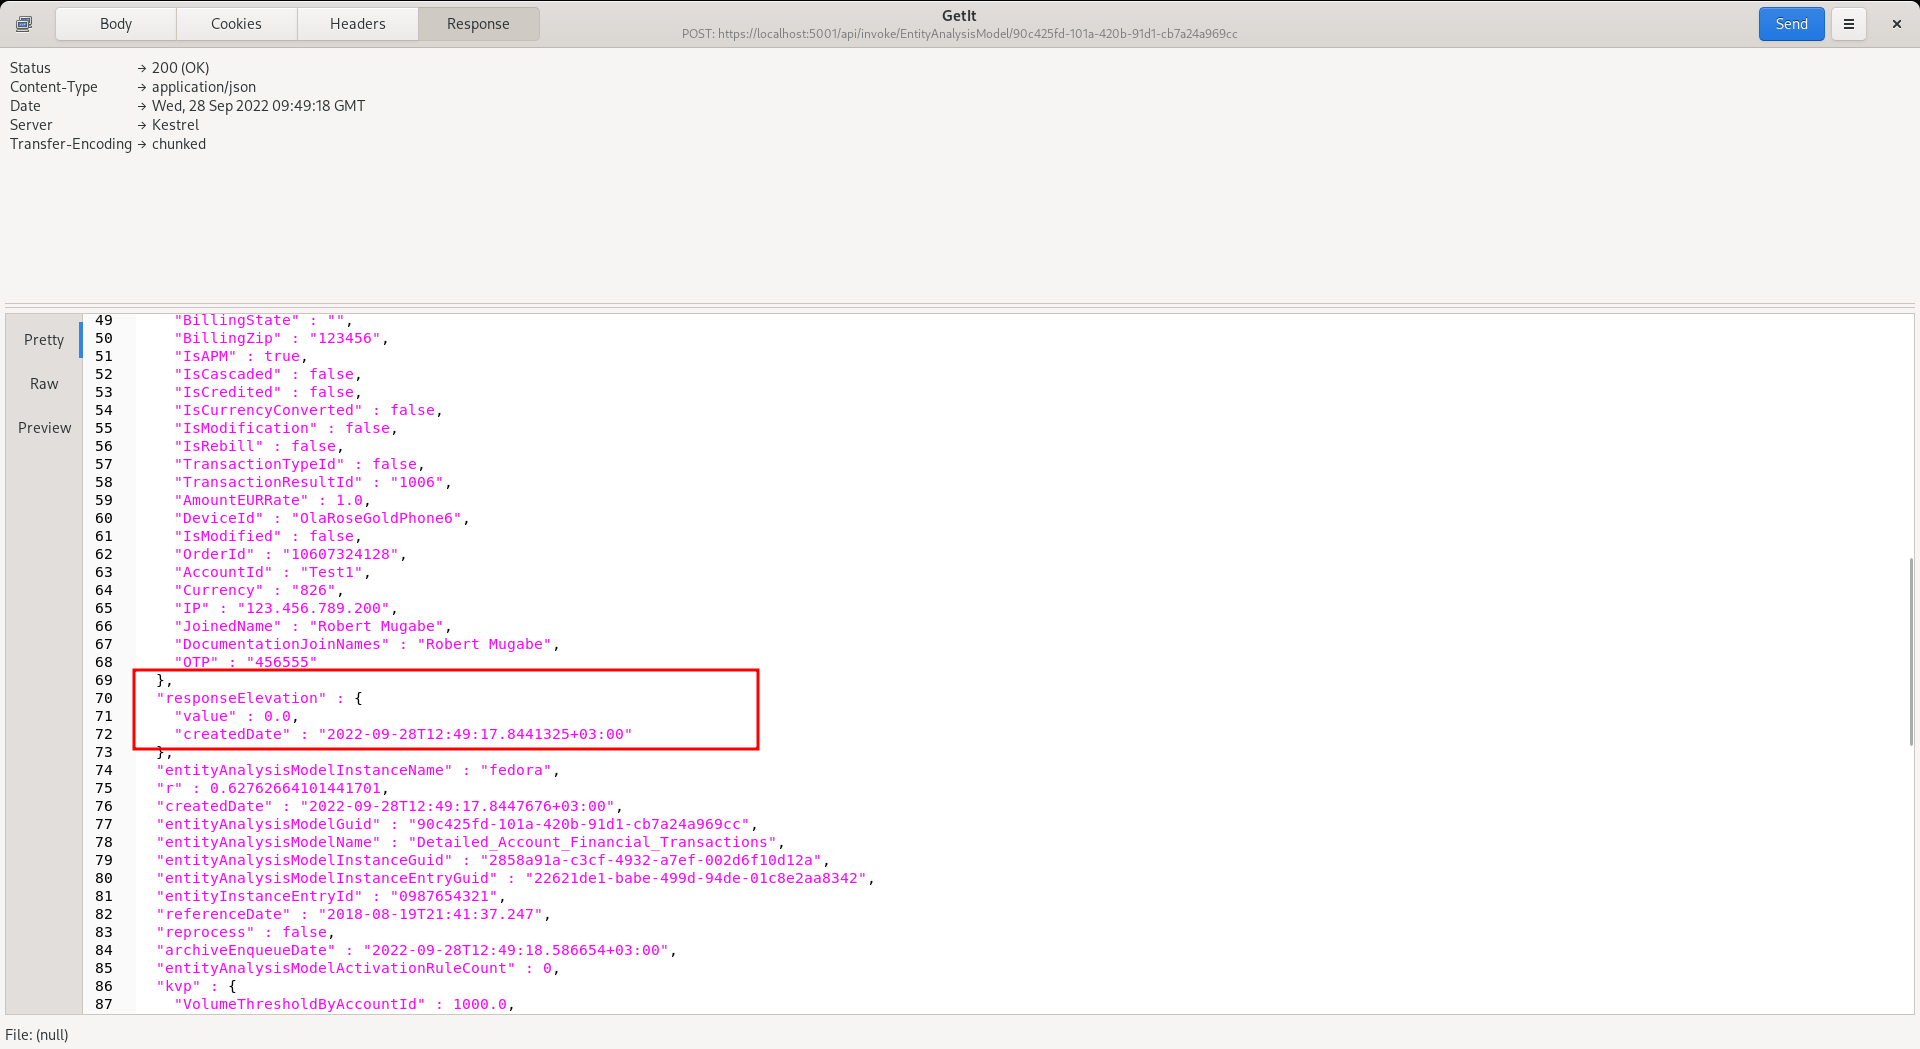 Body Cookies Headers Response
GetIt
POST: https://localhost:5001/api/invoke/EntityAnalysisModel/90c425fd-101a-420b-91d1-cb7a24a969cc
Send
Status → 200 (OK)
Content-Type → application/json
Date → Wed, 28 Sep 2022 09:49:18 GMT
Server → Kestrel
Transfer-Encoding → chunked
Pretty
Raw
Preview
49 "BillingState" : "",
50 "BillingZip" : "123456",
51 "IsAPM" : true,
52 "IsCascaded" : false,
53 "IsCredited" : false,
54 "IsCurrencyConverted" : false,
55 "IsModification" : false,
56 "IsRebill" : false,
57 "TransactionTypeId" : false,
58 "TransactionResultId" : "1006",
59 "AmountEURRate" : 1.0,
60 "DeviceId" : "OlaRoseGoldPhone6",
61 "IsModified" : false,
62 "OrderId" : "10607324128",
63 "AccountId" : "Test1",
64 "Currency" : "826",
65 "IP" : "123.456.789.200",
66 "JoinedName" : "Robert Mugabe",
67 "DocumentationJoinNames" : "Robert Mugabe",
68 "OTP" : "456555"
69 },
70 "responseElevation" : {
71 "value" : 0.0,
72 "createdDate" : "2022-09-28T12:49:17.8441325+03:00"
73 },
74 "entityAnalysisModelInstanceName" : "fedora",
75 "r" : 0.62762664101441701,
76 "createdDate" : "2022-09-28T12:49:17.8447676+03:00",
77 "entityAnalysisModelGuid" : "90c425fd-101a-420b-91d1-cb7a24a969cc",
78 "entityAnalysisModelName" : "Detailed_Account_Financial_Transactions",
79 "entityAnalysisModelInstanceGuid" : "2858a91a-c3cf-4932-a7ef-002d6f10d12a",
80 "entityAnalysisModelInstanceEntryGuid" : "22621de1-babe-499d-94de-01c8e2aa8342",
81 "entityInstanceEntryId" : "0987654321",
82 "referenceDate" : "2018-08-19T21:41:37.247",
83 "reprocess" : false,
84 "archiveEnqueueDate" : "2022-09-28T12:49:18.586654+03:00",
85 "entityAnalysisModelActivationRuleCount" : 0,
86 "kvp" : {
87 "VolumeThresholdByAccountId" : 1000.0,
File: (null)